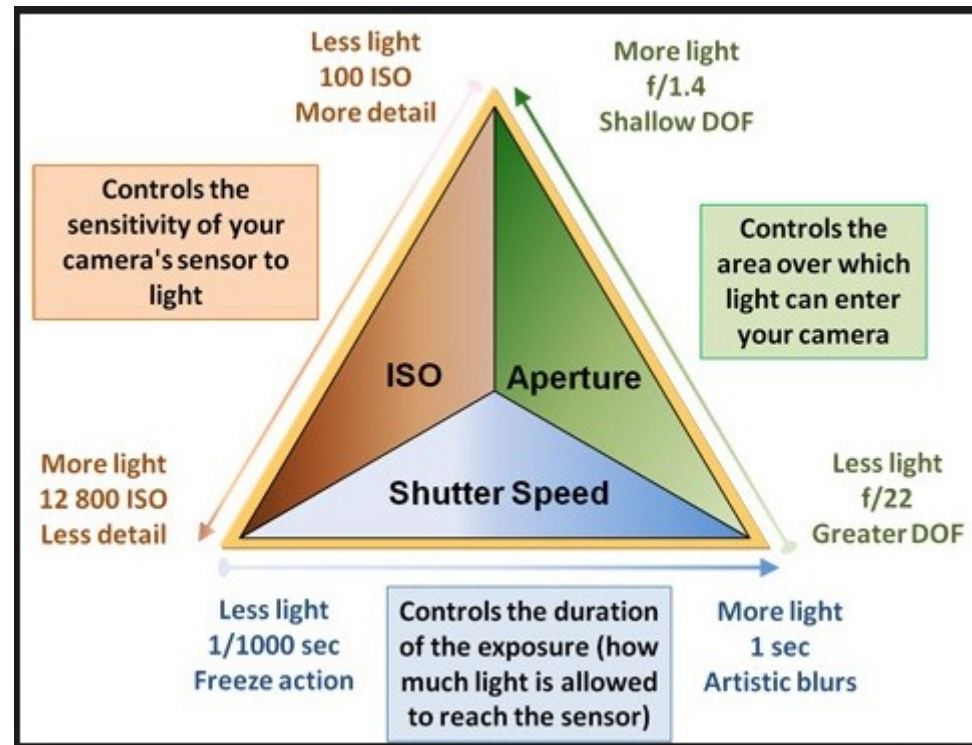 Less light
100 ISO
More detail
More light
f/1.4
Shallow DOF
Controls the
sensitivity of your
camera's sensor to
light
Controls the
area over which
light can enter
your camera
ISO
Aperture
Shutter Speed
More light
12 800 ISO
Less detail
Less light
f/22
Greater DOF
Less light
1/1000 sec
Freeze action
Controls the duration
of the exposure (how
much light is allowed
to reach the sensor)
More light
1 sec
Artistic blurs